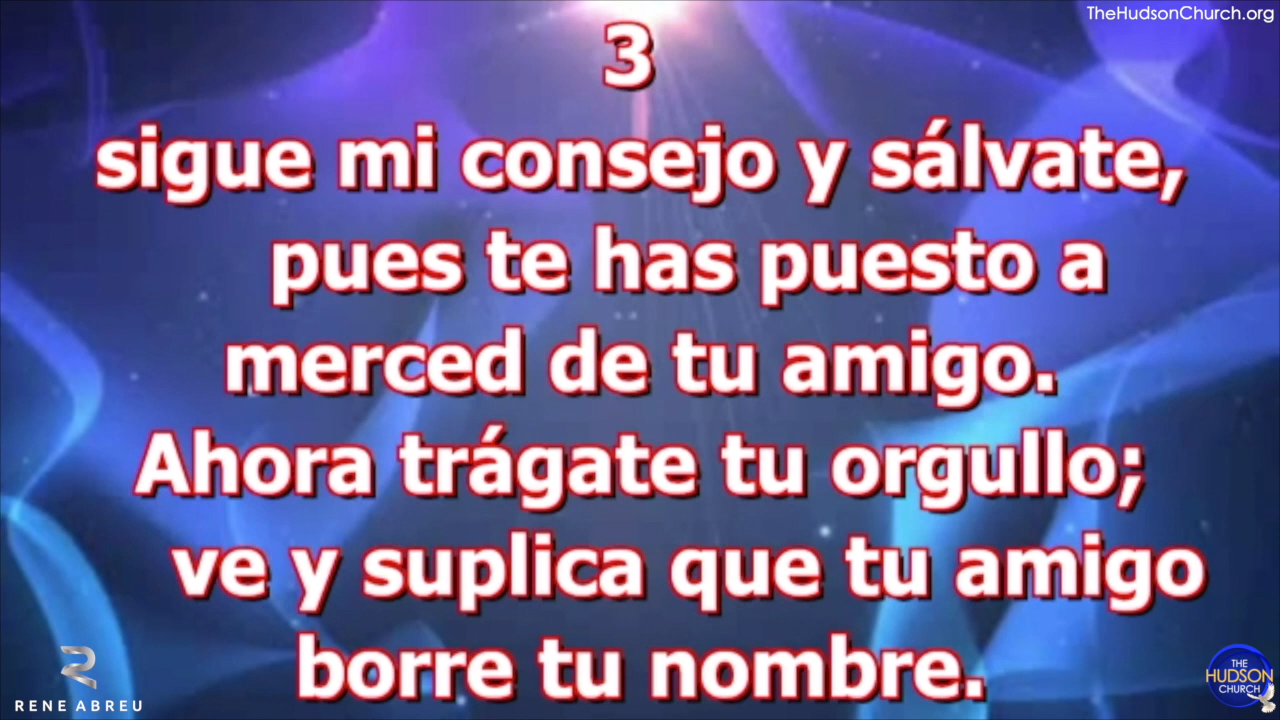 TheHudsonChurch.org
3
sigue mi consejo y sálvate,
pues te has puesto a
merced de tu amigo.
Ahora trágate tu orgullo;
ve y suplica que tu amigo
borre tu nombre.
RENE ABREU
THE
HUDSON
CHURCH